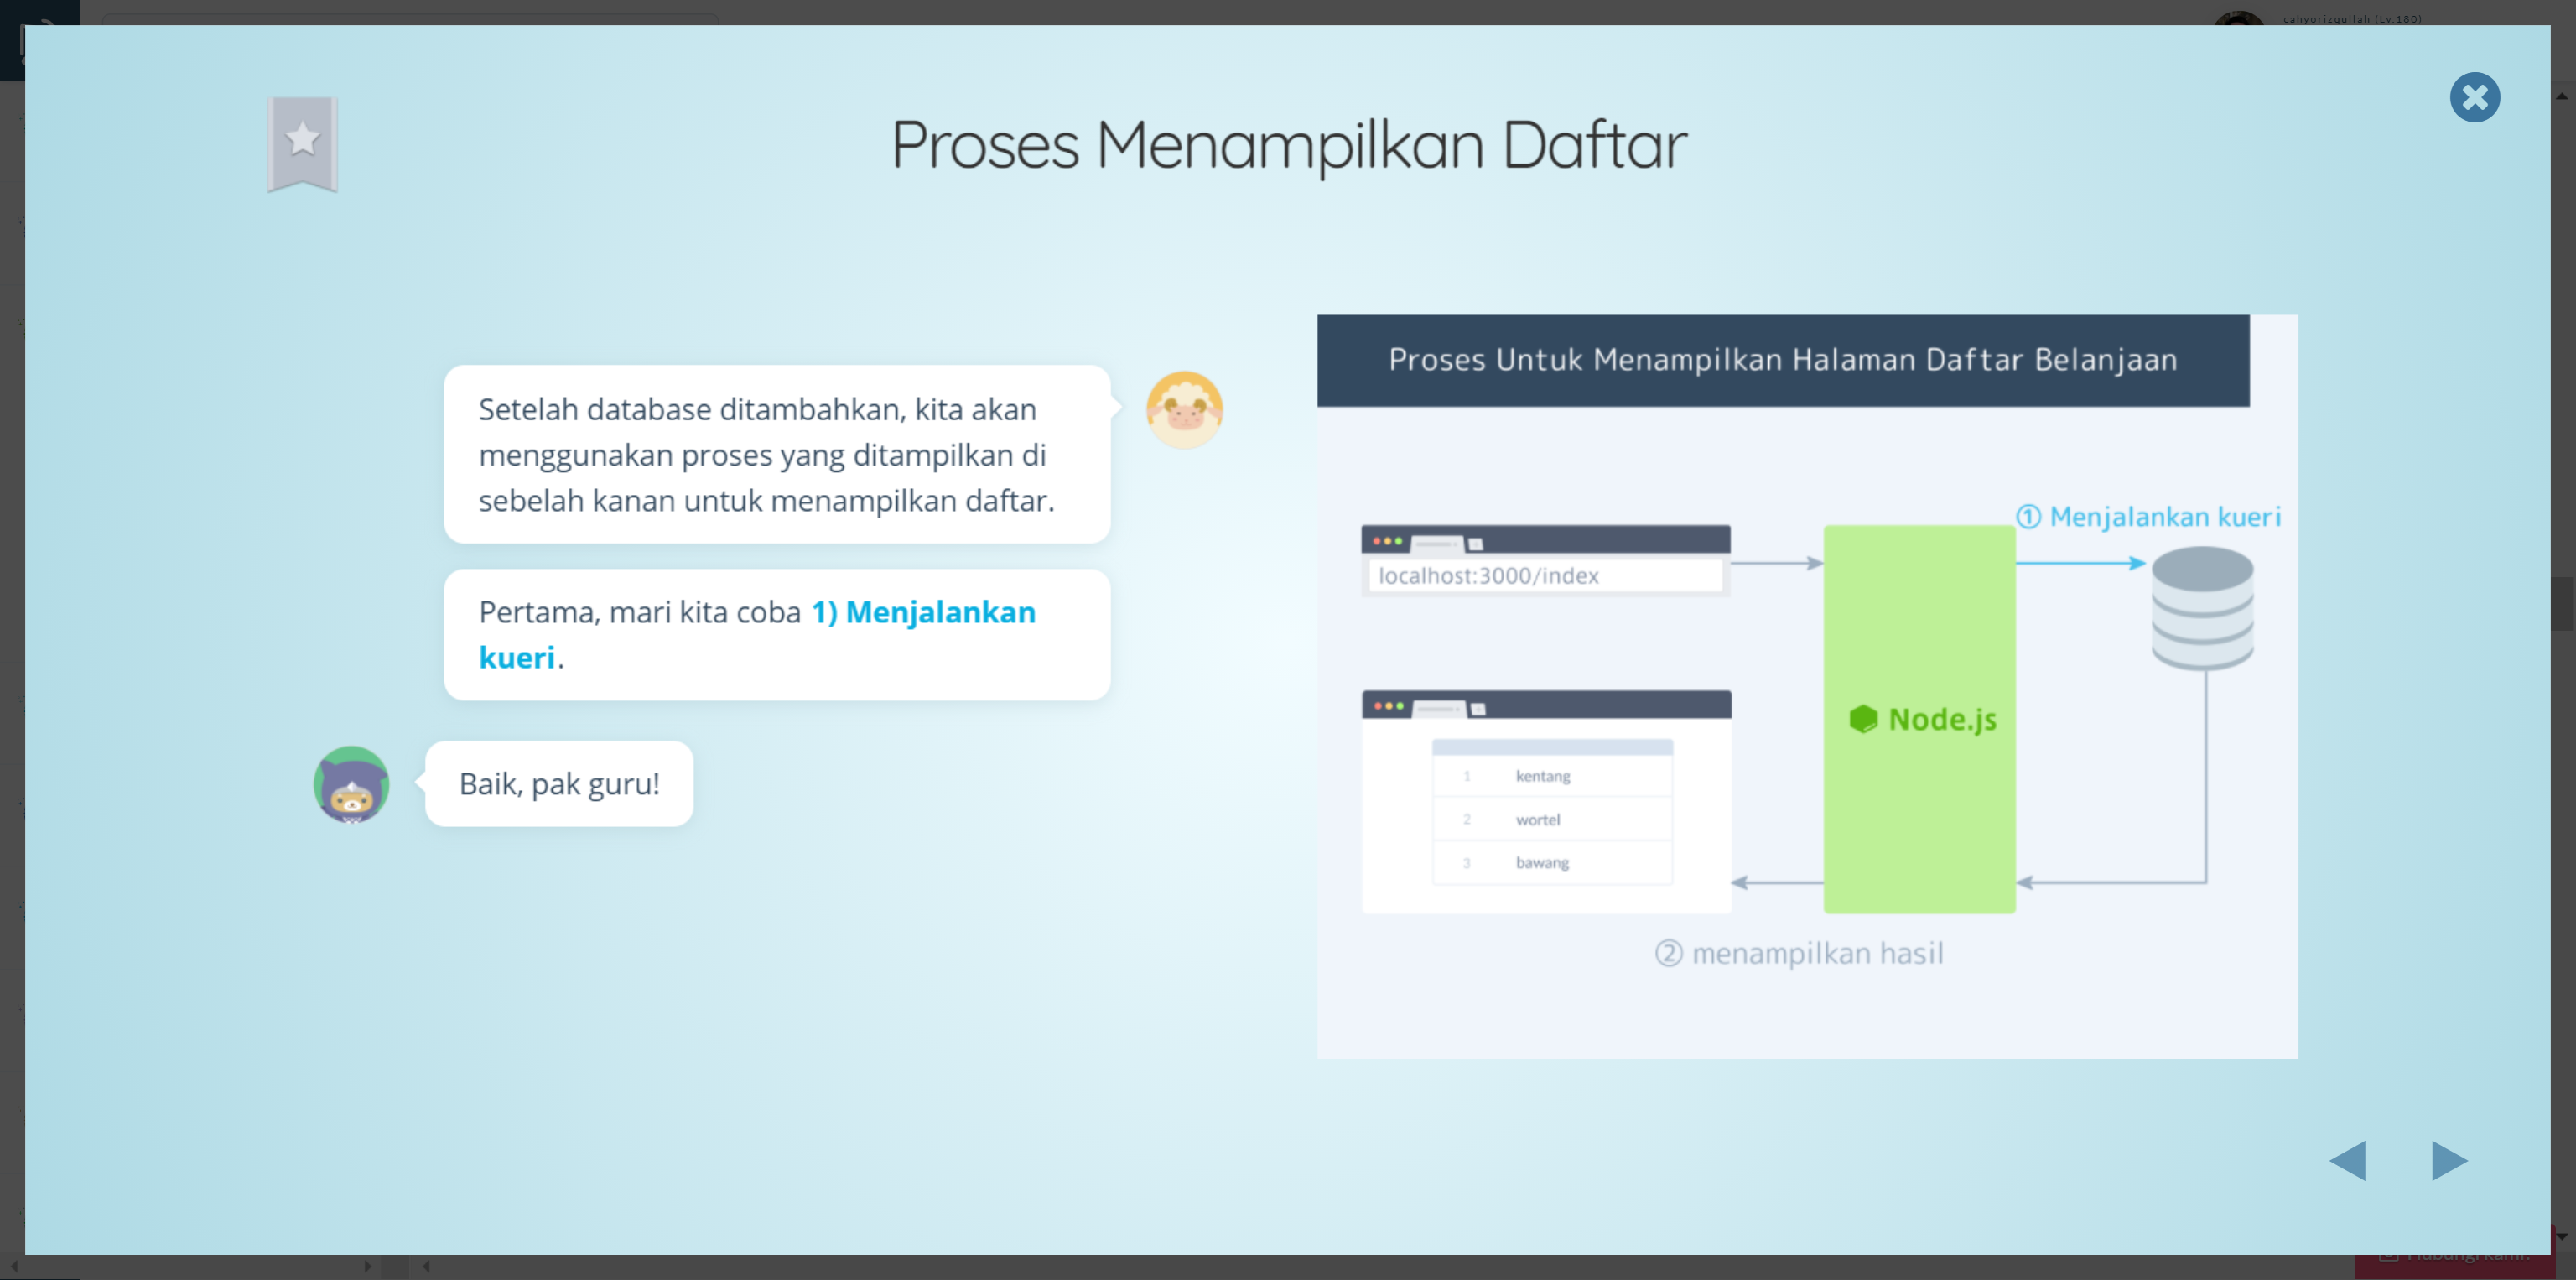 cahyorizqullah (Lv.180)
Proses Menampilkan Daftar
Setelah database ditambahkan, kita akan
menggunakan proses yang ditampilkan di
sebelah kanan untuk menampilkan daftar.
Pertama, mari kita coba 1) Menjalankan
kueri.
Baik, pak guru!
Proses Untuk Menampilkan Halaman Daftar Belanjaan
① Menjalankan kueri
localhost:3000/index
Node.js
1 kentang
2 wortel
3 bawang
② menampilkan hasil
Hubungi kami!